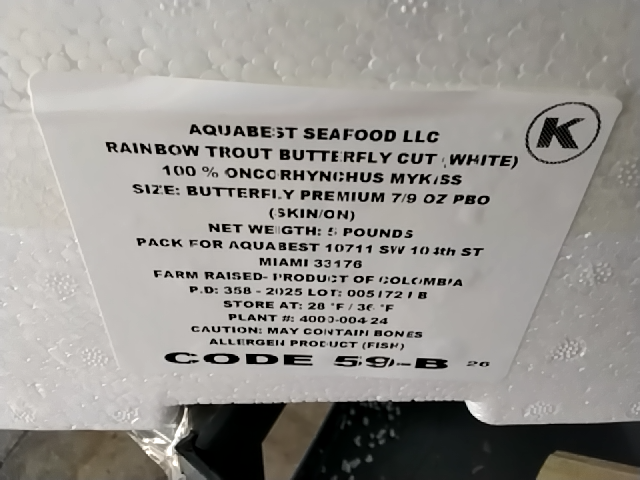 AQUABEST SEAFOOD LLC
K
RAINBOW TROUT BUTTERFLY CUT (WHITE)
100 % ONCORHYNCHUS MYKISS
SIZE: BUTTERFLY PREMIUM 7/9 OZ PBO
(SKIN/ON)
NET WEIGTH: 5 POUNDS
PACK FOR AQUABEST 10711 SW 104th ST
MIAMI 33176
FARM RAISED- PRODUCT OF COLOMBIA
P.D: 358 - 2025 LOT: 005172 B
STORE AT: 28 °F / 36 °F
PLANT #: 4000-004-24
CAUTION: MAY CONTAIN BONES
ALLERGEN PRODUCT (FISH)
CODE 59-B 26